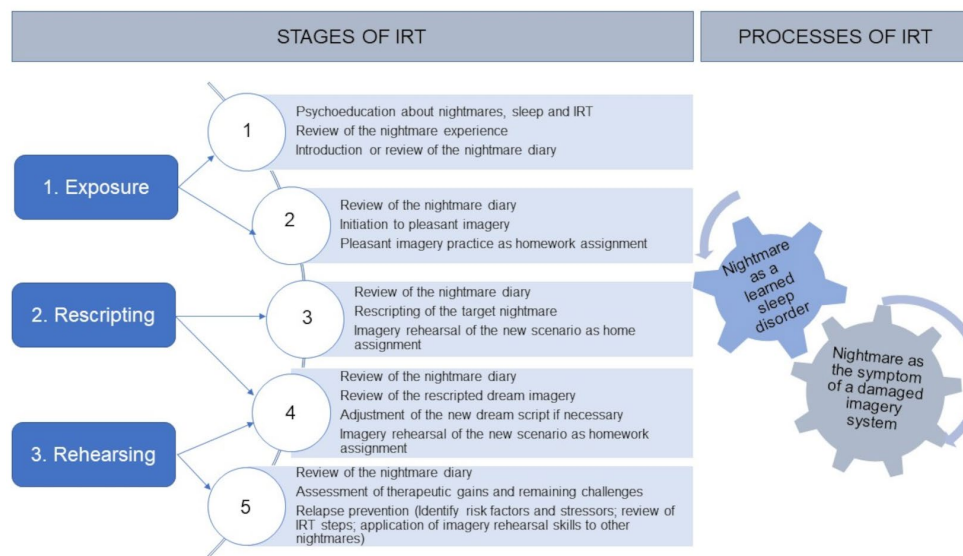 STAGES OF IRT
PROCESSES OF IRT
1. Exposure
2. Rescripting
3. Rehearsing
1
Psychoeducation about nightmares, sleep and IRT
Review of the nightmare experience
Introduction or review of the nightmare diary
2
Review of the nightmare diary
Initiation to pleasant imagery
Pleasant imagery practice as homework assignment
3
Review of the nightmare diary
Rescripting of the target nightmare
Imagery rehearsal of the new scenario as home
assignment
4
Review of the nightmare diary
Review of the rescripted dream imagery
Adjustment of the new dream script if necessary
Imagery rehearsal of the new scenario as homework
assignment
5
Review of the nightmare diary
Assessment of therapeutic gains and remaining challenges
Relapse prevention (Identify risk factors and stressors; review of
IRT steps; application of imagery rehearsal skills to other
nightmares)
Nightmare
as a
learned
sleep
disorder
Nightmare as
the symptom
of a damaged
imagery
system